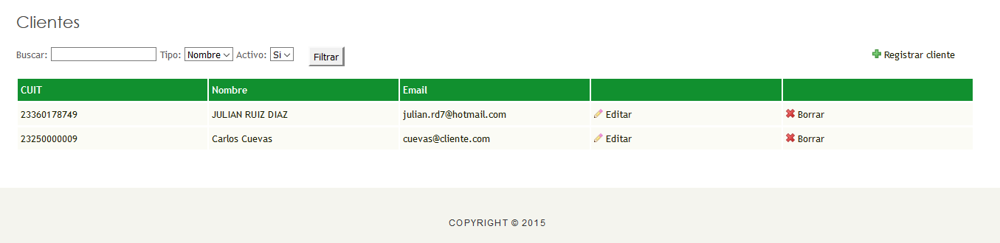 Clientes
Buscar: Tipo: Nombre Activo: Si Filtrar Registrar cliente
CUIT Nombre Email
23360178749 JULIAN RUIZ DIAZ julian.rd7@hotmail.com Editar Borrar
23250000009 Carlos Cuevas cuevas@cliente.com Editar Borrar
COPYRIGHT © 2015